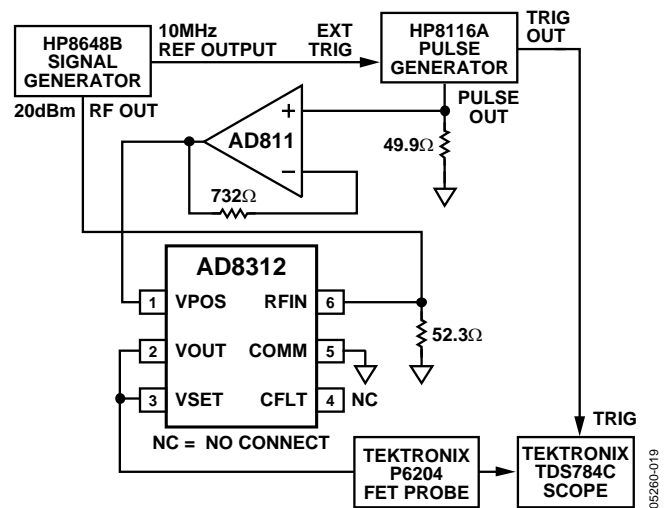 HP8648B
SIGNAL
GENERATOR
10MHz
REF OUTPUT
EXT
TRIG
HP8116A
PULSE
GENERATOR
TRIG
OUT
20dBm
RF OUT
PULSE
OUT
+
AD811
–
49.9Ω
732Ω
AD8312
1 VPOS RFIN 6
2 VOUT COMM 5
3 VSET CFLT 4 NC
52.3Ω
NC = NO CONNECT
TRIG
TEKTRONIX
P6204
FET PROBE
TEKTRONIX
TDS784C
SCOPE
05260-019